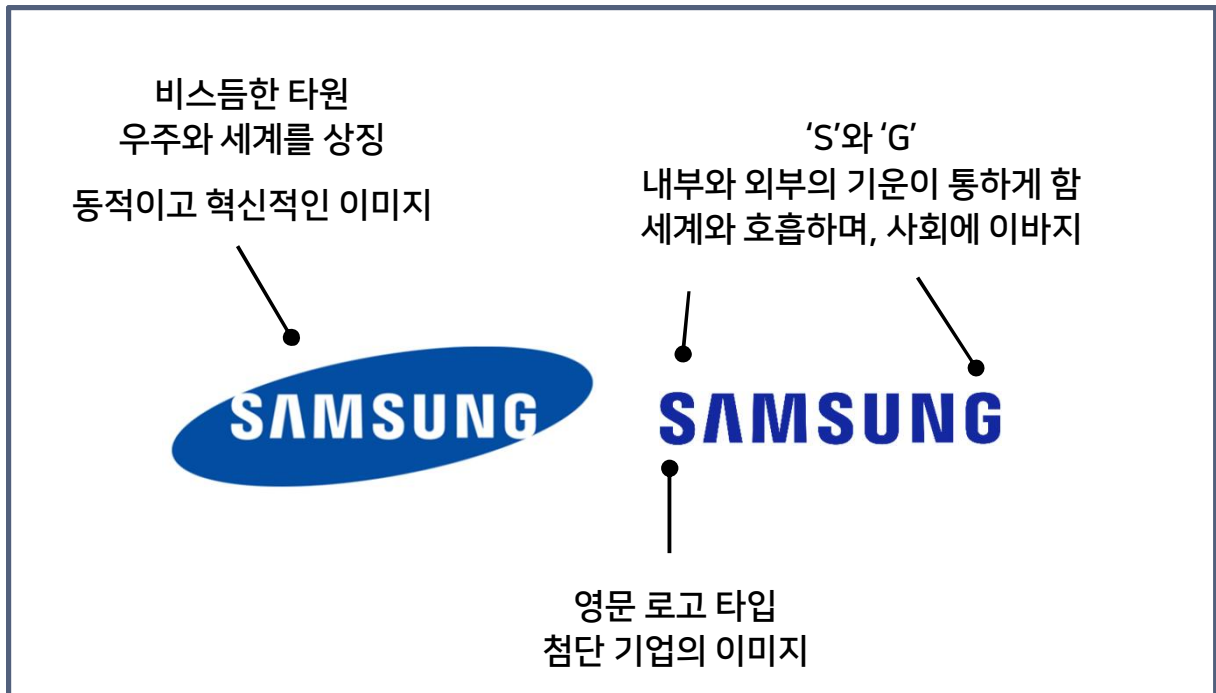 비스듬한 타원
우주와 세계를 상징
동적이고 혁신적인 이미지
‘S’와 ‘G’
내부와 외부의 기운이 통하게 함
세계와 호흡하며, 사회에 이바지
SAMSUNG
SAMSUNG
영문 로고 타입
첨단 기업의 이미지